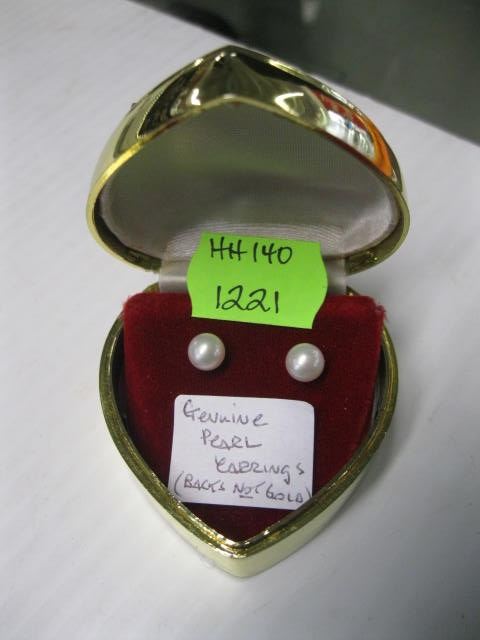 HH140
1221
Genuine
Pearl
Earrings
(Backs Not Gold)